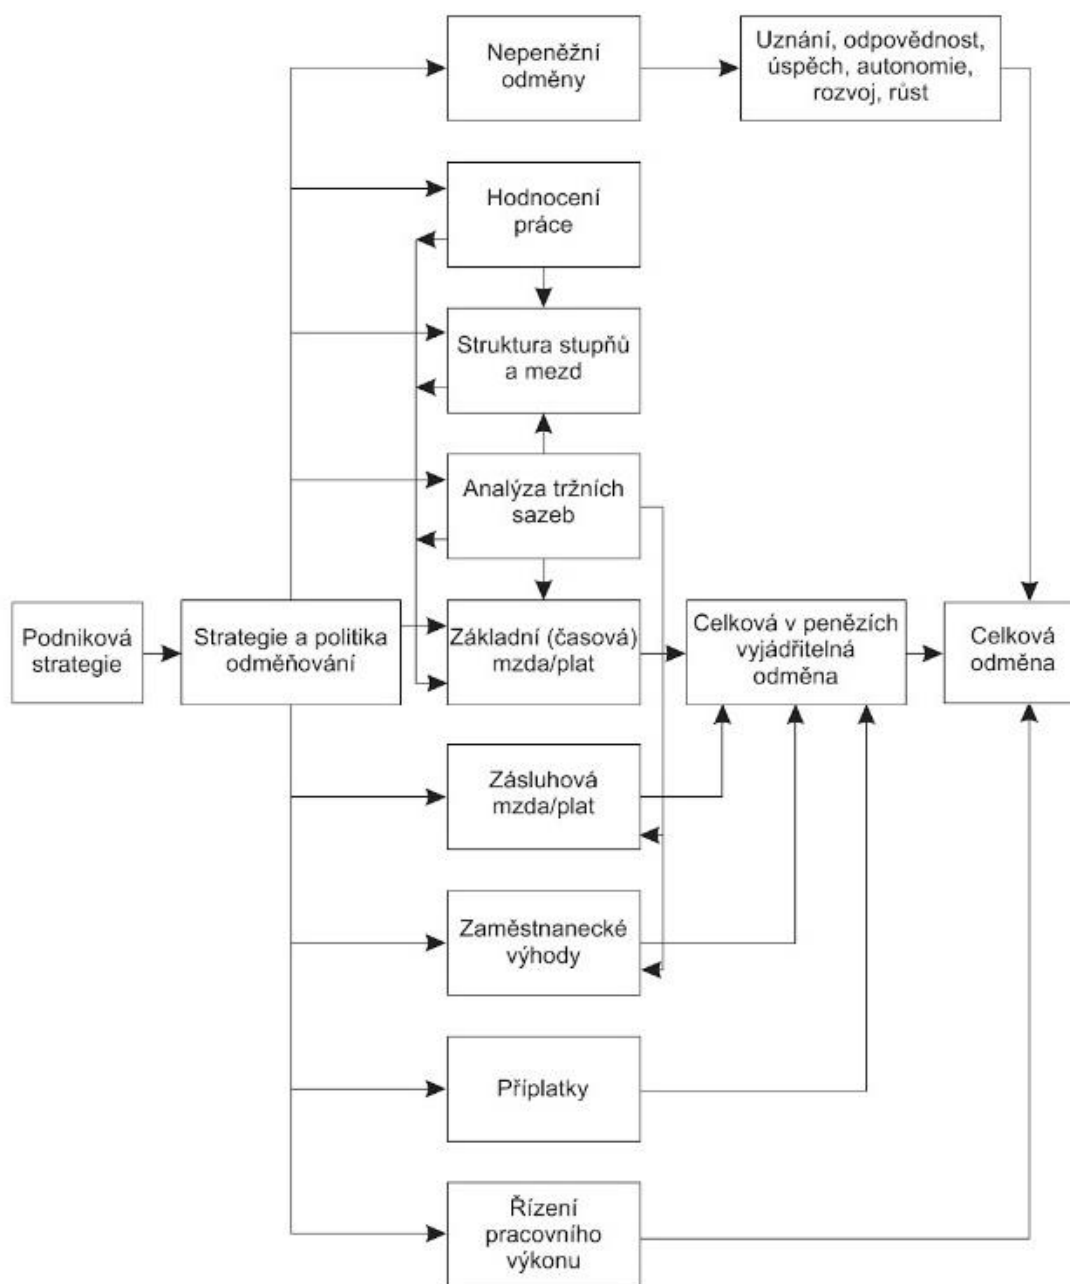 Nepeněžní
odměny
Uznání, odpovědnost,
úspěch, autonomie,
rozvoj, růst
Hodnocení
práce
Struktura stupňů
a mezd
Analýza tržních
sazeb
Podniková
strategie
Strategie a politika
odměňování
Základní (časová)
mzda/plat
Celková v penězích
vyjádřitelná
odměna
Celková
odměna
Zásluhová
mzda/plat
Zaměstnanecké
výhody
Příplatky
Řízení
pracovního
výkonu